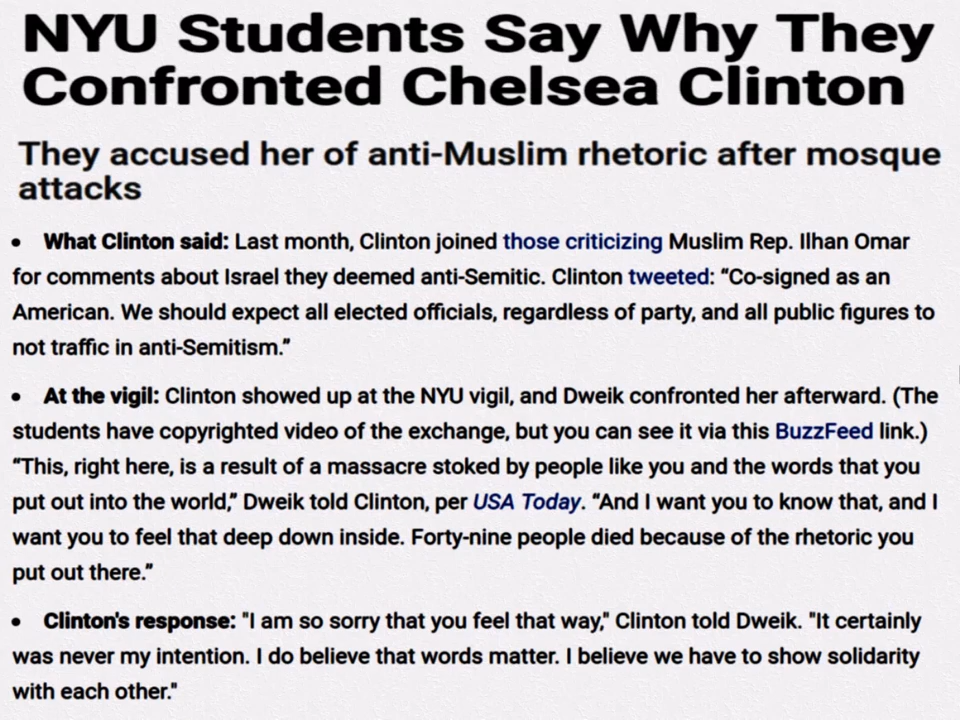 NYU Students Say Why They
Confronted Chelsea Clinton
They accused her of anti-Muslim rhetoric after mosque
attacks
• What Clinton said: Last month, Clinton joined those criticizing Muslim Rep. Ilhan Omar
for comments about Israel they deemed anti-Semitic. Clinton tweeted: “Co-signed as an
American. We should expect all elected officials, regardless of party, and all public figures to
not traffic in anti-Semitism.”
• At the vigil: Clinton showed up at the NYU vigil, and Dweik confronted her afterward. (The
students have copyrighted video of the exchange, but you can see it via this BuzzFeed link.)
“This, right here, is a result of a massacre stoked by people like you and the words that you
put out into the world,” Dweik told Clinton, per USA Today. “And I want you to know that, and I
want you to feel that deep down inside. Forty-nine people died because of the rhetoric you
put out there.”
• Clinton's response: "I am so sorry that you feel that way," Clinton told Dweik. "It certainly
was never my intention. I do believe that words matter. I believe we have to show solidarity
with each other."